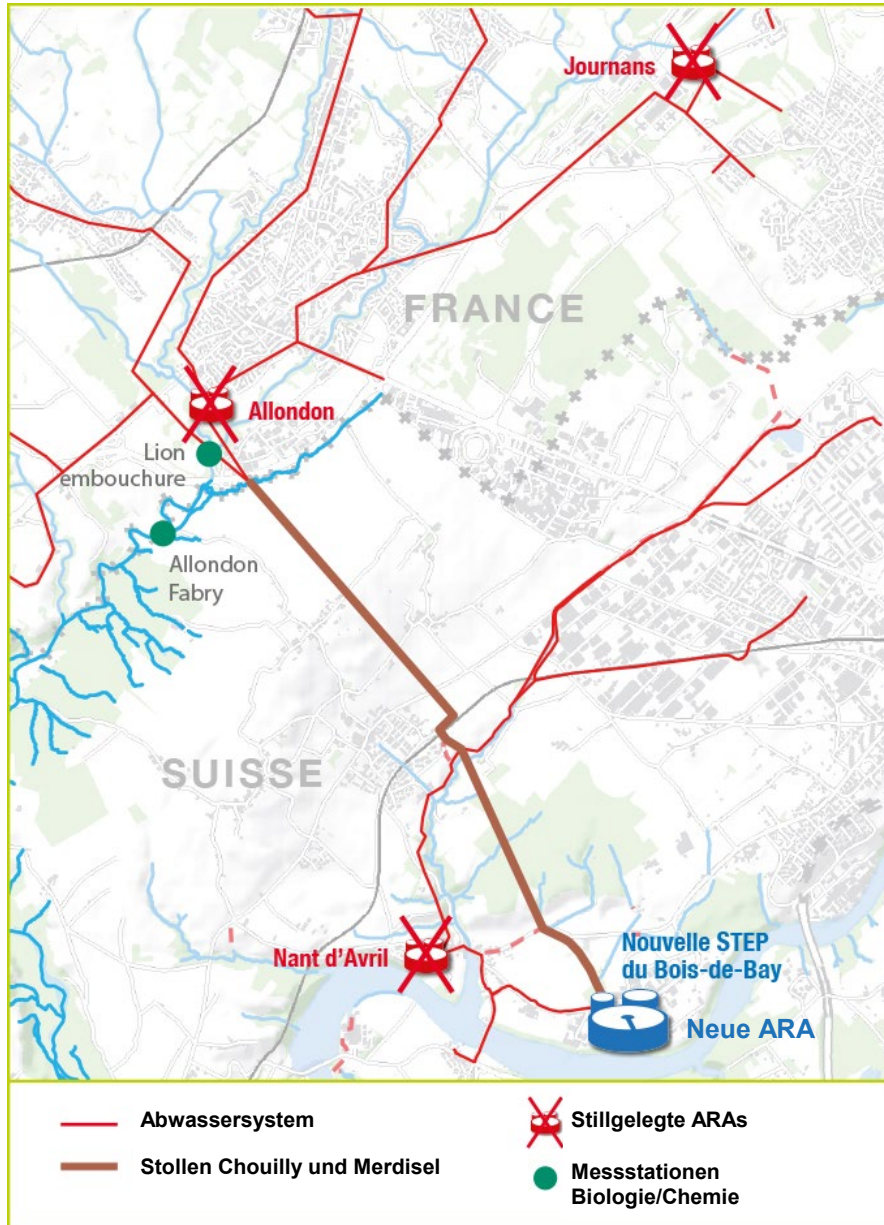 Journans
FRANCE
Allondon
Lion
embouchure
Allondon
Fabry
SUISSE
Nant d'Avril
Nouvelle STEP
du Bois-de-Bay
Neue ARA
Abwassersystem
Stillgelegte ARAs
Stollen Chouilly und Merdisel
Messstationen
Biologie/Chemie